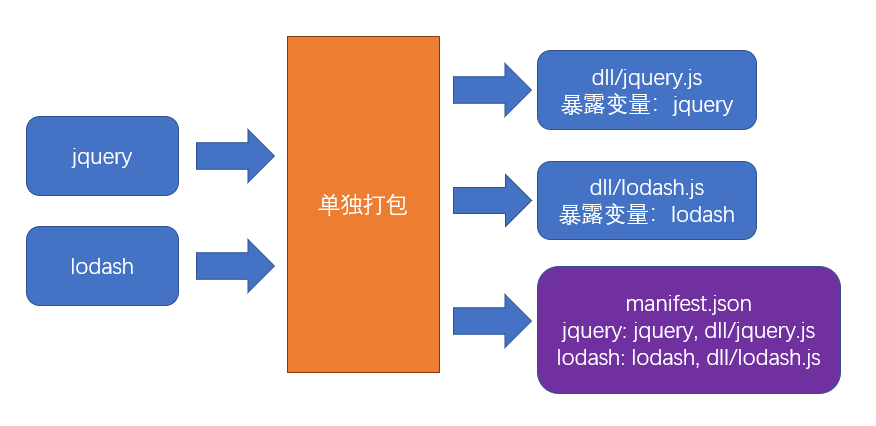 jquery
lodash
单独打包
dll/jquery.js
暴露变量：jquery
dll/lodash.js
暴露变量：lodash
manifest.json
jquery: jquery, dll/jquery.js
lodash: lodash, dll/lodash.js